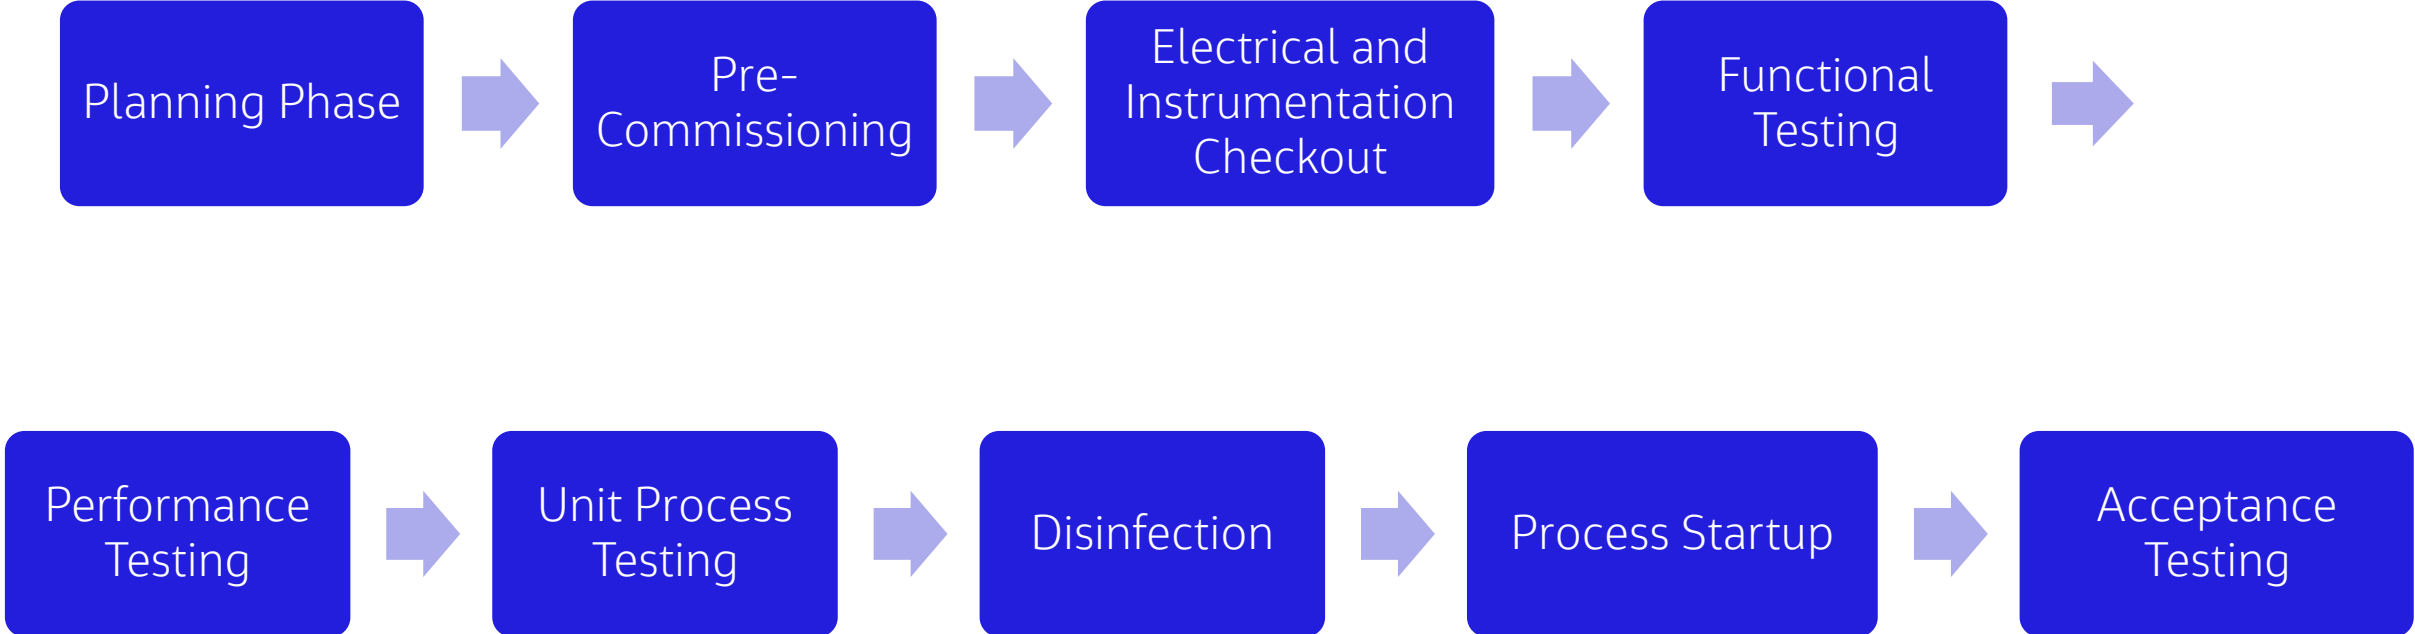 Planning Phase
Pre-
Commissioning
Electrical and
Instrumentation
Checkout
Functional
Testing
Performance
Testing
Unit Process
Testing
Disinfection
Process Startup
Acceptance
Testing